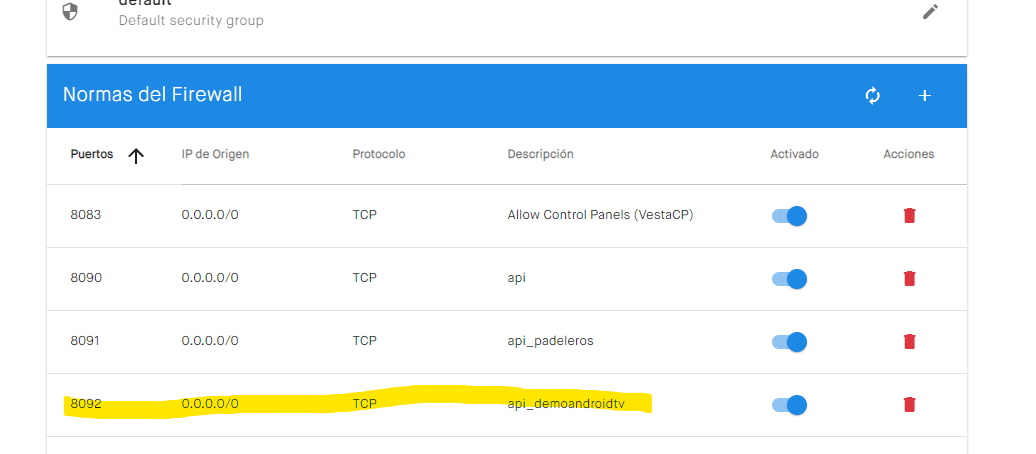 default
Default security group
Normas del Firewall
Puertos IP de Origen Protocolo Descripción Activado Acciones
8083 0.0.0.0/0 TCP Allow Control Panels (VestaCP)
8090 0.0.0.0/0 TCP api
8091 0.0.0.0/0 TCP api_padeleros
8092 0.0.0.0/0 TCP api_demoandroidtv